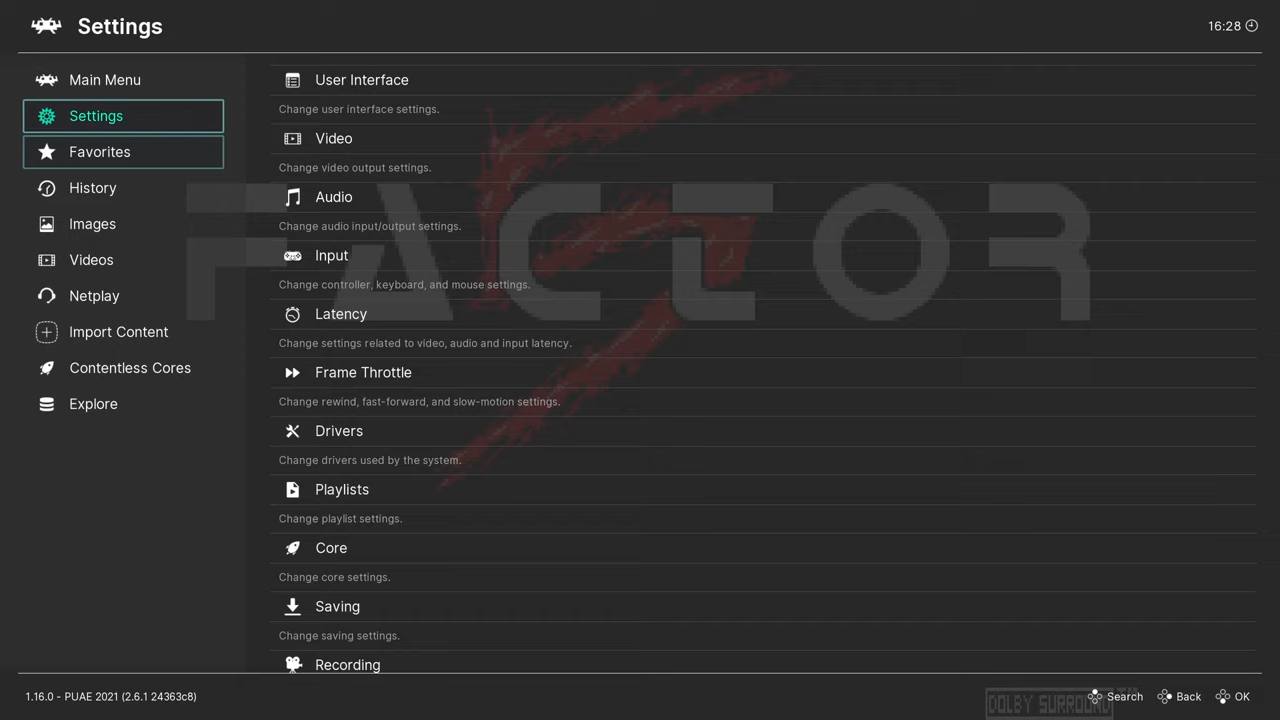 Settings
16:28
Main Menu
Settings
Favorites
History
Images
Videos
Netplay
Import Content
Contentless Cores
Explore
User Interface
Change user interface settings.
Video
Change video output settings.
Audio
Change audio input/output settings.
Input
Change controller, keyboard, and mouse settings.
Latency
Change settings related to video, audio and input latency.
Frame Throttle
Change rewind, fast-forward, and slow-motion settings.
Drivers
Change drivers used by the system.
Playlists
Change playlist settings.
Core
Change core settings.
Saving
Change saving settings.
Recording
FACTOR
5
1.16.0 - PUAE 2021 (2.6.1 24363c8)
DOLBY SURROUND™
Search
Back
OK